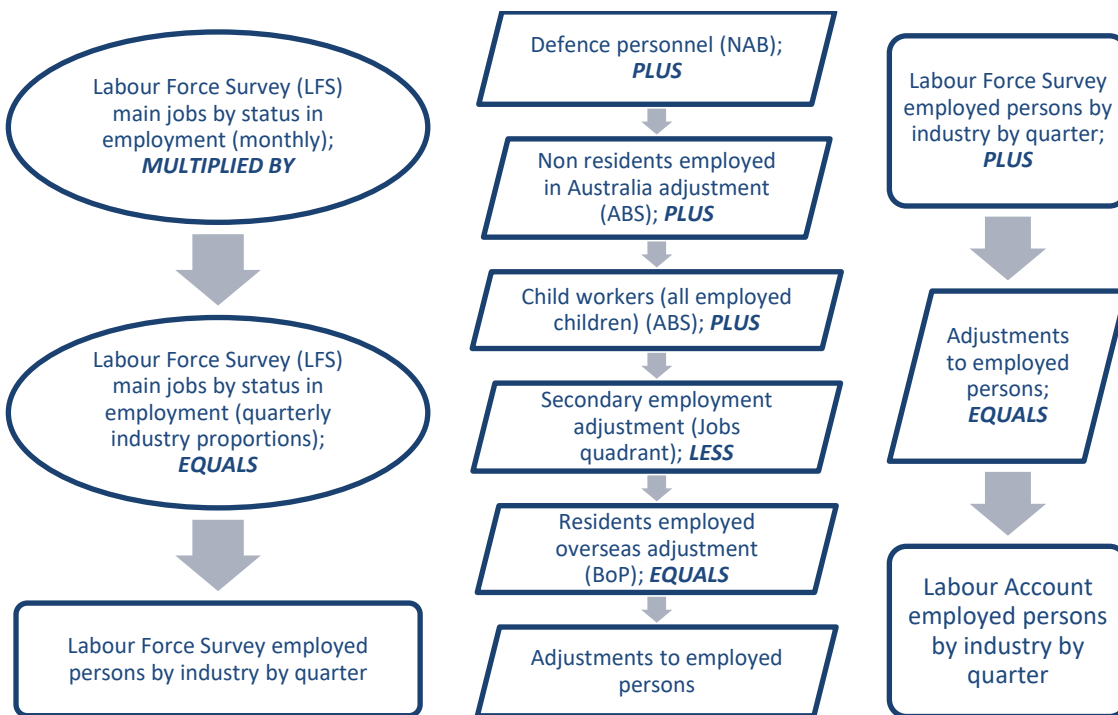 Labour Force Survey (LFS)
main jobs by status in
employment (monthly);
MULTIPLIED BY
Labour Force Survey (LFS)
main jobs by status in
employment (quarterly
industry proportions);
EQUALS
Labour Force Survey employed
persons by industry by quarter
Defence personnel (NAB);
PLUS
Non residents employed
in Australia adjustment
(ABS); PLUS
Child workers (all employed
children) (ABS); PLUS
Secondary employment
adjustment (Jobs
quadrant); LESS
Residents employed
overseas adjustment
(BoP); EQUALS
Adjustments to employed
persons
Labour Force Survey
employed persons by
industry by quarter;
PLUS
Adjustments
to employed
persons;
EQUALS
Labour Account
employed persons
by industry by
quarter